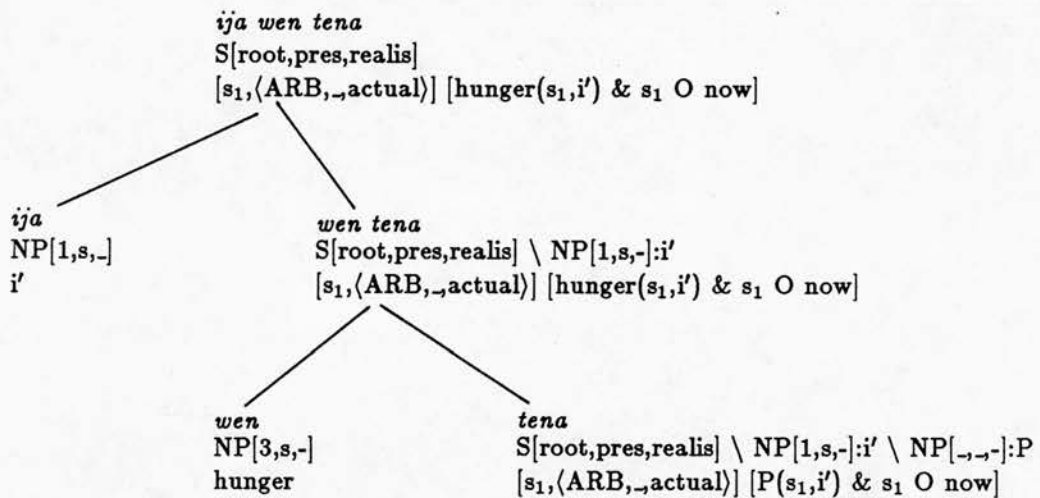 ija wen tena
S[root,pres,realis]
[s₁,⟨ARB,_,actual⟩] [hunger(s₁,i′) & s₁ O now]
ija
NP[1,s,_]
i′
wen tena
S[root,pres,realis] \ NP[1,s,-]:i′
[s₁,⟨ARB,_,actual⟩] [hunger(s₁,i′) & s₁ O now]
wen
NP[3,s,-]
hunger
tena
S[root,pres,realis] \ NP[1,s,-]:i′ \ NP[_,_,-]:P
[s₁,⟨ARB,_,actual⟩] [P(s₁,i′) & s₁ O now]